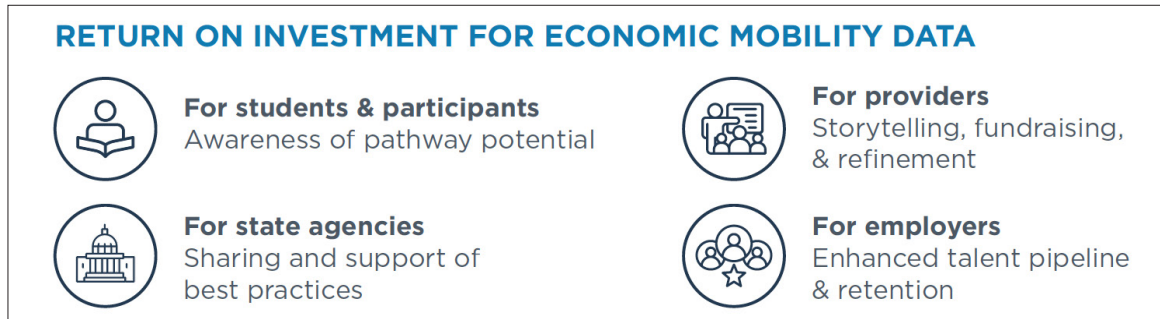 RETURN ON INVESTMENT FOR ECONOMIC MOBILITY DATA
For students & participants
Awareness of pathway potential
For state agencies
Sharing and support of
best practices
For providers
Storytelling, fundraising,
& refinement
For employers
Enhanced talent pipeline
& retention